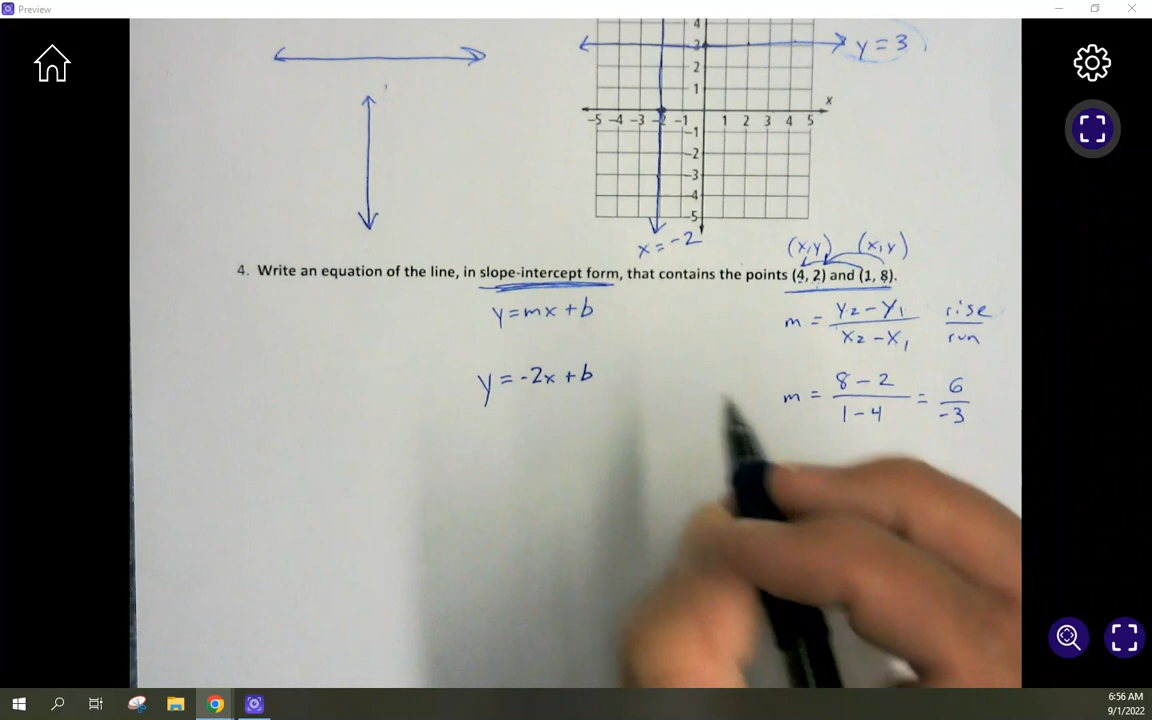 Preview
4
y = 3
3
2
1
x
-5 -4 -3 -2 -1 1 2 3 4 5
-1
-2
-3
-4
-5
x = -2
(x,y) (x,y)
4. Write an equation of the line, in slope-intercept form, that contains the points (4, 2) and (1, 8).
y = mx + b
m = y2 - y1 / x2 - x1 rise / run
y = -2x + b
m = 8 - 2 / 1 - 4 = 6 / -3
6:56 AM
9/1/2022